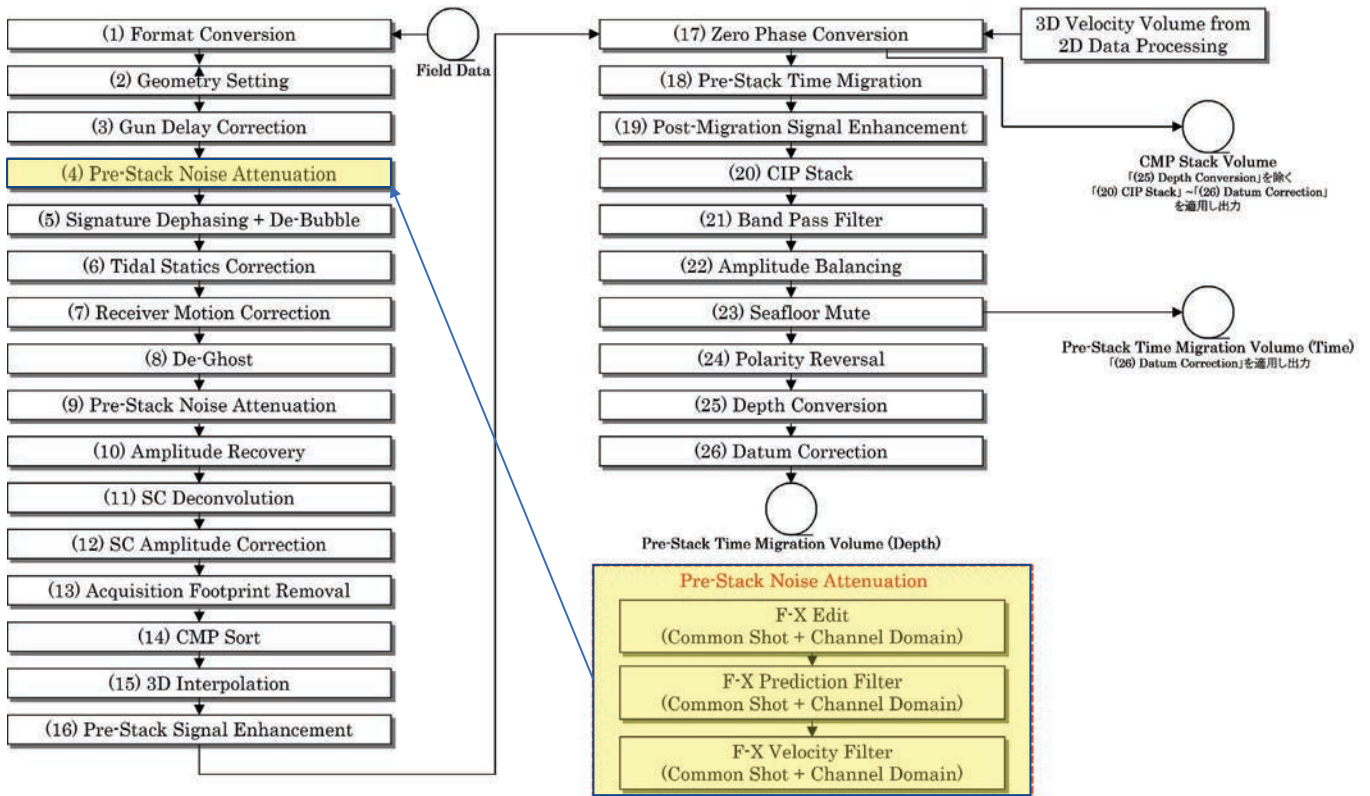 (1) Format Conversion
Field Data
(2) Geometry Setting
(3) Gun Delay Correction
(4) Pre-Stack Noise Attenuation
(5) Signature Dephasing + De-Bubble
(6) Tidal Statics Correction
(7) Receiver Motion Correction
(8) De-Ghost
(9) Pre-Stack Noise Attenuation
(10) Amplitude Recovery
(11) SC Deconvolution
(12) SC Amplitude Correction
(13) Acquisition Footprint Removal
(14) CMP Sort
(15) 3D Interpolation
(16) Pre-Stack Signal Enhancement
(17) Zero Phase Conversion
3D Velocity Volume from
2D Data Processing
(18) Pre-Stack Time Migration
(19) Post-Migration Signal Enhancement
(20) CIP Stack
(21) Band Pass Filter
(22) Amplitude Balancing
(23) Seafloor Mute
(24) Polarity Reversal
(25) Depth Conversion
(26) Datum Correction
CMP Stack Volume
「(25) Depth Conversion」を除く
「(20) CIP Stack」~「(26) Datum Correction」
を適用し出力
Pre-Stack Time Migration Volume (Time)
「(26) Datum Correction」を適用し出力
Pre-Stack Time Migration Volume (Depth)
Pre-Stack Noise Attenuation
F-X Edit
(Common Shot + Channel Domain)
F-X Prediction Filter
(Common Shot + Channel Domain)
F-X Velocity Filter
(Common Shot + Channel Domain)